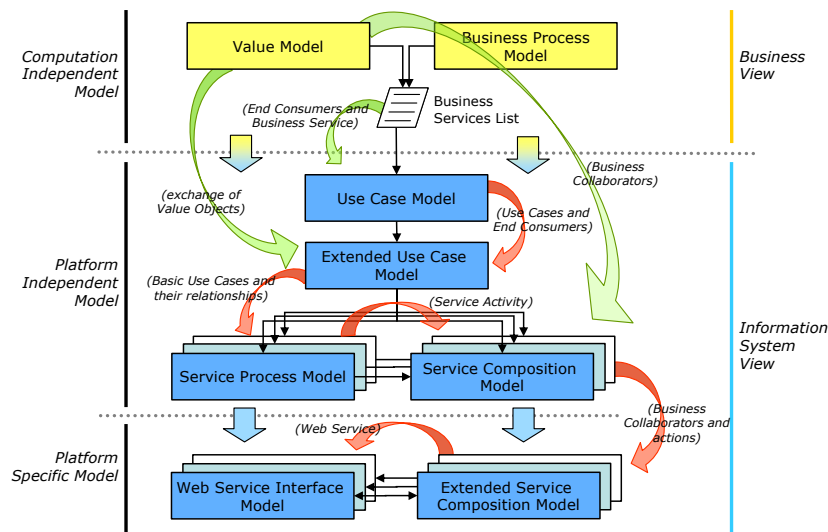 Computation
Independent
Model
Value Model
Business Process
Model
Business
View
(End Consumers and
Business Service)
Business
Services List
(exchange of
Value Objects)
(Business
Collaborators)
Use Case Model
(Use Cases and
End Consumers)
Platform
Independent
Model
Extended Use Case
Model
(Basic Use Cases and
their relationships)
(Service Activity)
Information
System
View
Service Process Model
Service Composition
Model
(Business
Collaborators and
actions)
(Web Service)
Platform
Specific Model
Web Service Interface
Model
Extended Service
Composition Model